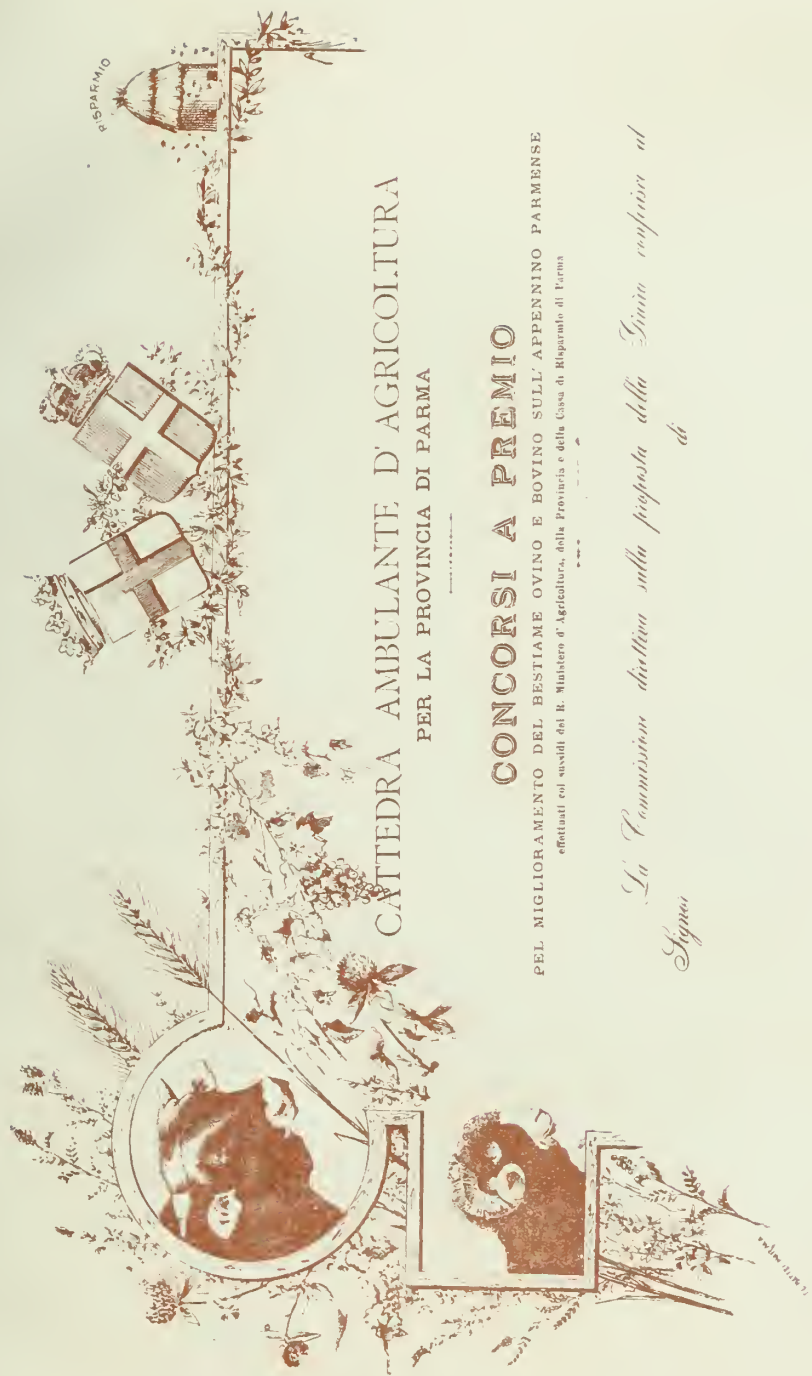 RISPARMIO
CATTEDRA AMBULANTE D'AGRICOLTURA
PER LA PROVINCIA DI PARMA
CONCORSI A PREMIO
PEL MIGLIORAMENTO DEL BESTIAME OVINO E BOVINO SULL'APPENNINO PARMENSE
effettuati coi sussidi del R. Ministero d'Agricoltura, della Provincia e della Cassa di Risparmio di Parma
La Commissione direttiva sulla proposta della Giuria conferisce al
Signor di